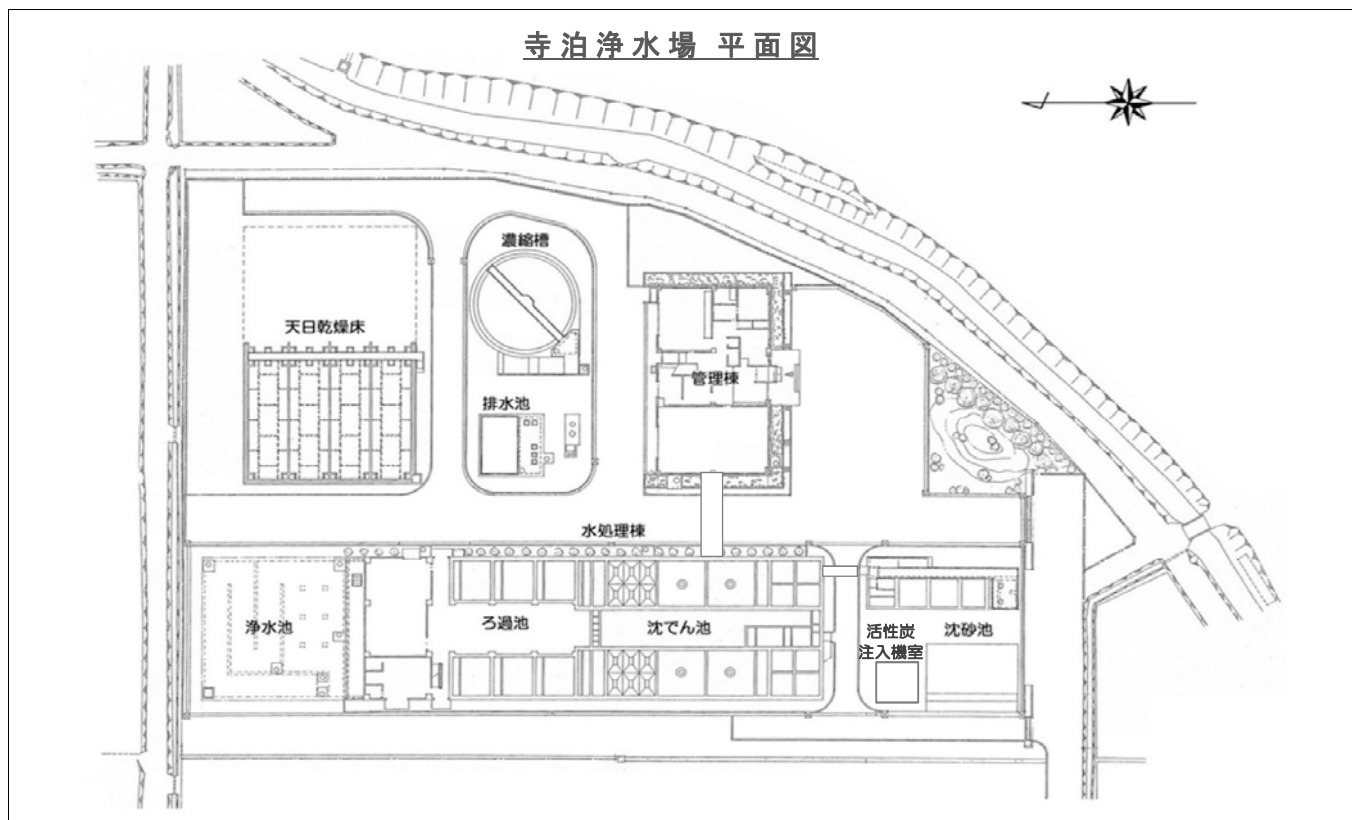 寺泊浄水場 平面図
濃縮槽
天日乾燥床
管理棟
排水池
水処理棟
浄水池
ろ過池
沈でん池
活性炭
注入機室
沈砂池